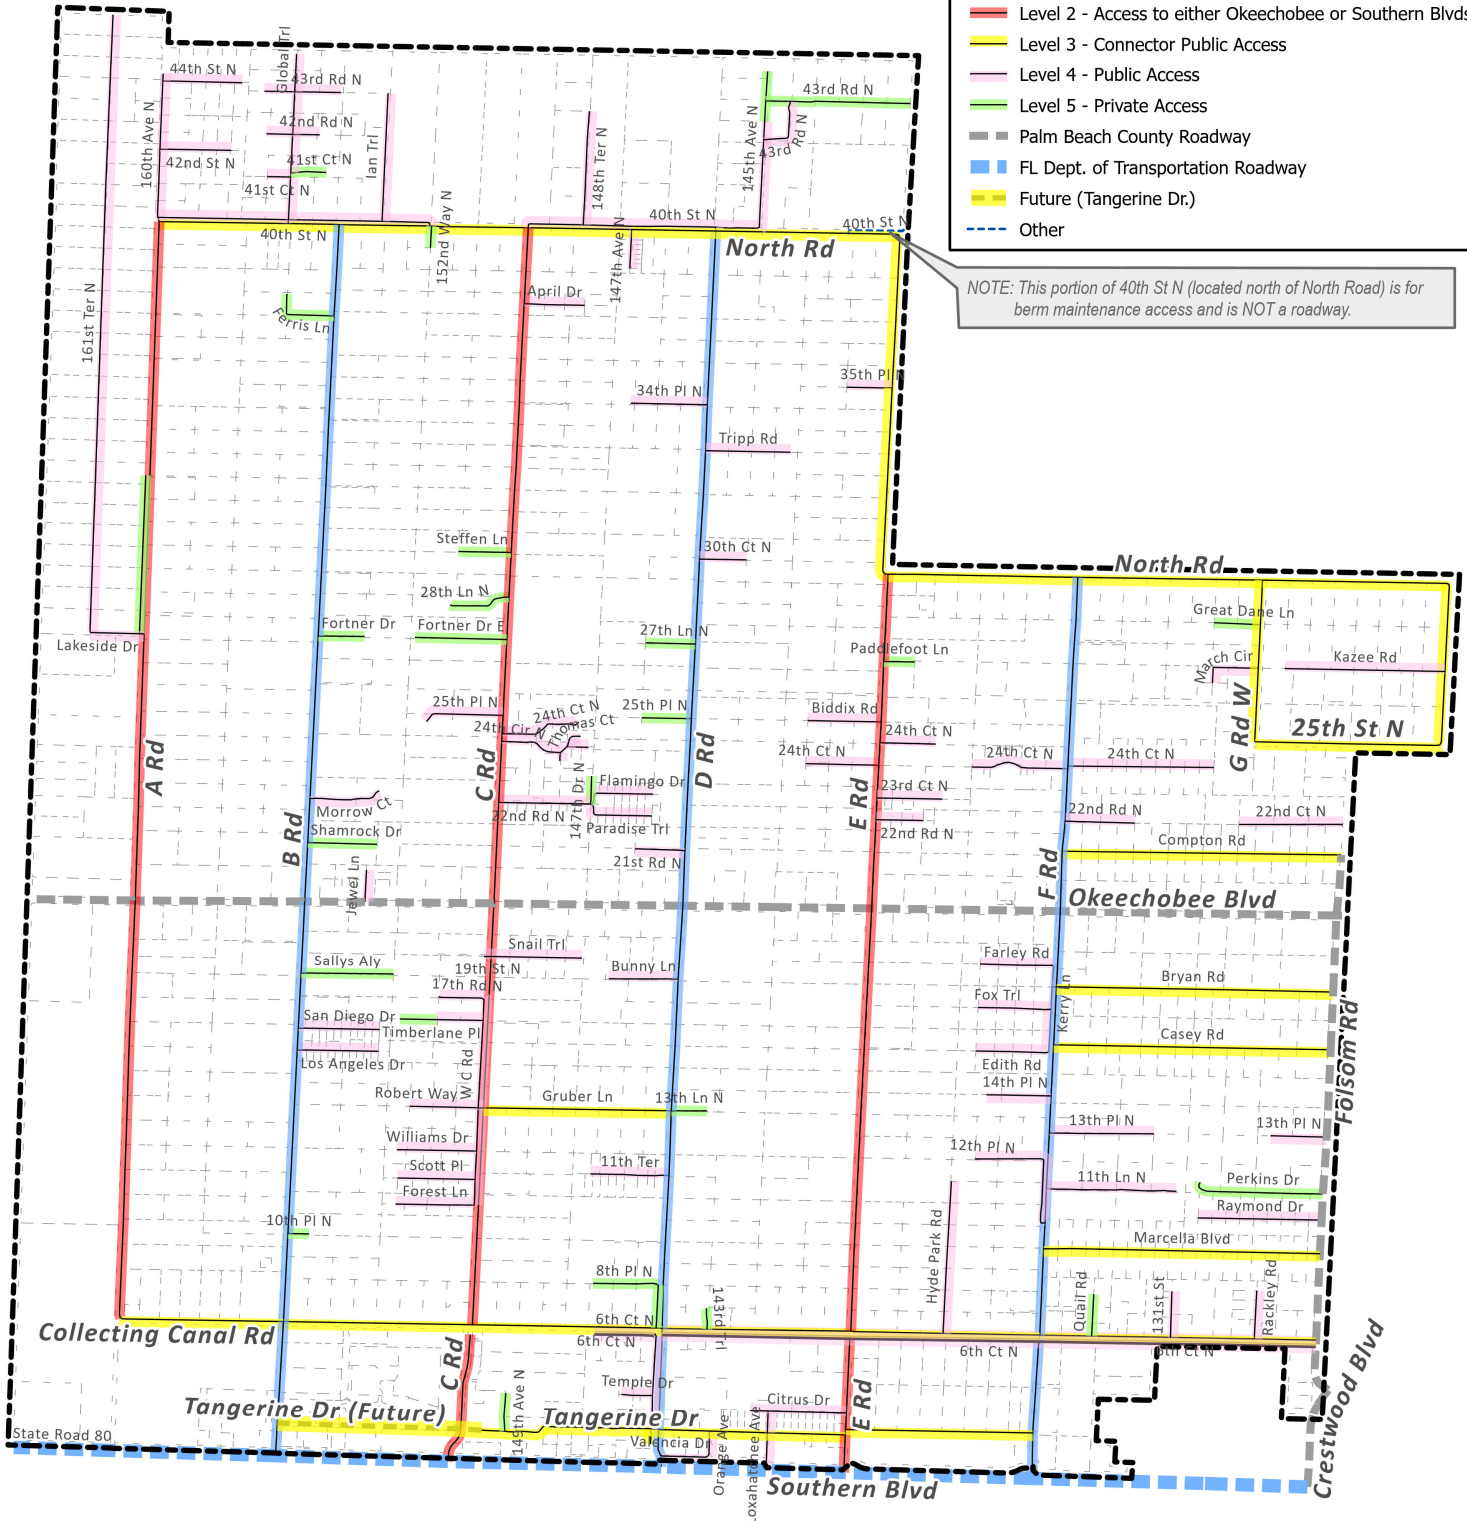 Level 2 - Access to either Okeechobee or Southern Blvds
Level 3 - Connector Public Access
Level 4 - Public Access
Level 5 - Private Access
Palm Beach County Roadway
FL Dept. of Transportation Roadway
Future (Tangerine Dr.)
Other
NOTE: This portion of 40th St N (located north of North Road) is for
berm maintenance access and is NOT a roadway.
44th St N
Global Trl
43rd Rd N
160th Ave N
42nd Rd N
Ian Trl
42nd St N
41st Ct N
41st Ct N
148th Ter N
145th Ave N
43rd Rd N
43rd Rd N
152nd Way N
40th St N
40th St N
40th St N
North Rd
147th Ave N
161st Ter N
April Dr
Ferris Ln
34th Pl N
35th Pl N
Tripp Rd
Steffen Ln
30th Ct N
North Rd
28th Ln N
Fortner Dr
Fortner Dr E
27th Ln N
Great Dane Ln
Lakeside Dr
Paddlefoot Ln
March Cir
Kazee Rd
25th Pl N
24th Ct N
25th Pl N
Biddix Rd
G Rd W
25th St N
24th Cir N
Thomas Ct
24th Ct N
24th Ct N
24th Ct N
24th Ct N
A Rd
C Rd
D Rd
E Rd
147th Dr N
Flamingo Dr
23rd Ct N
Morrow Ct
22nd Rd N
Paradise Trl
22nd Rd N
22nd Rd N
22nd Ct N
B Rd
Shamrock Dr
21st Rd N
Compton Rd
Jewel Ln
F Rd
Okeechobee Blvd
Snail Trl
Farley Rd
Sallys Aly
19th St N
Bunny Ln
Bryan Rd
17th Rd N
Fox Trl
Kerry Ln
San Diego Dr
Timberlane Pl
Casey Rd
Folsom Rd
Los Angeles Dr
W C Rd
Edith Rd
14th Pl N
Robert Way
Gruber Ln
13th Ln N
13th Pl N
13th Pl N
Williams Dr
12th Pl N
Scott Pl
11th Ter
11th Ln N
Perkins Dr
Forest Ln
Raymond Dr
10th Pl N
Hyde Park Rd
Marcella Blvd
8th Pl N
143rd Trl
Quail Rd
131st St
Rackley Rd
6th Ct N
Collecting Canal Rd
6th Ct N
6th Ct N
6th Ct N
C Rd
Temple Dr
Citrus Dr
E Rd
Crestwood Blvd
Tangerine Dr (Future)
149th Ave N
Tangerine Dr
State Road 80
Valencia Dr
Orange Ave
Loxahatchee Ave
Southern Blvd